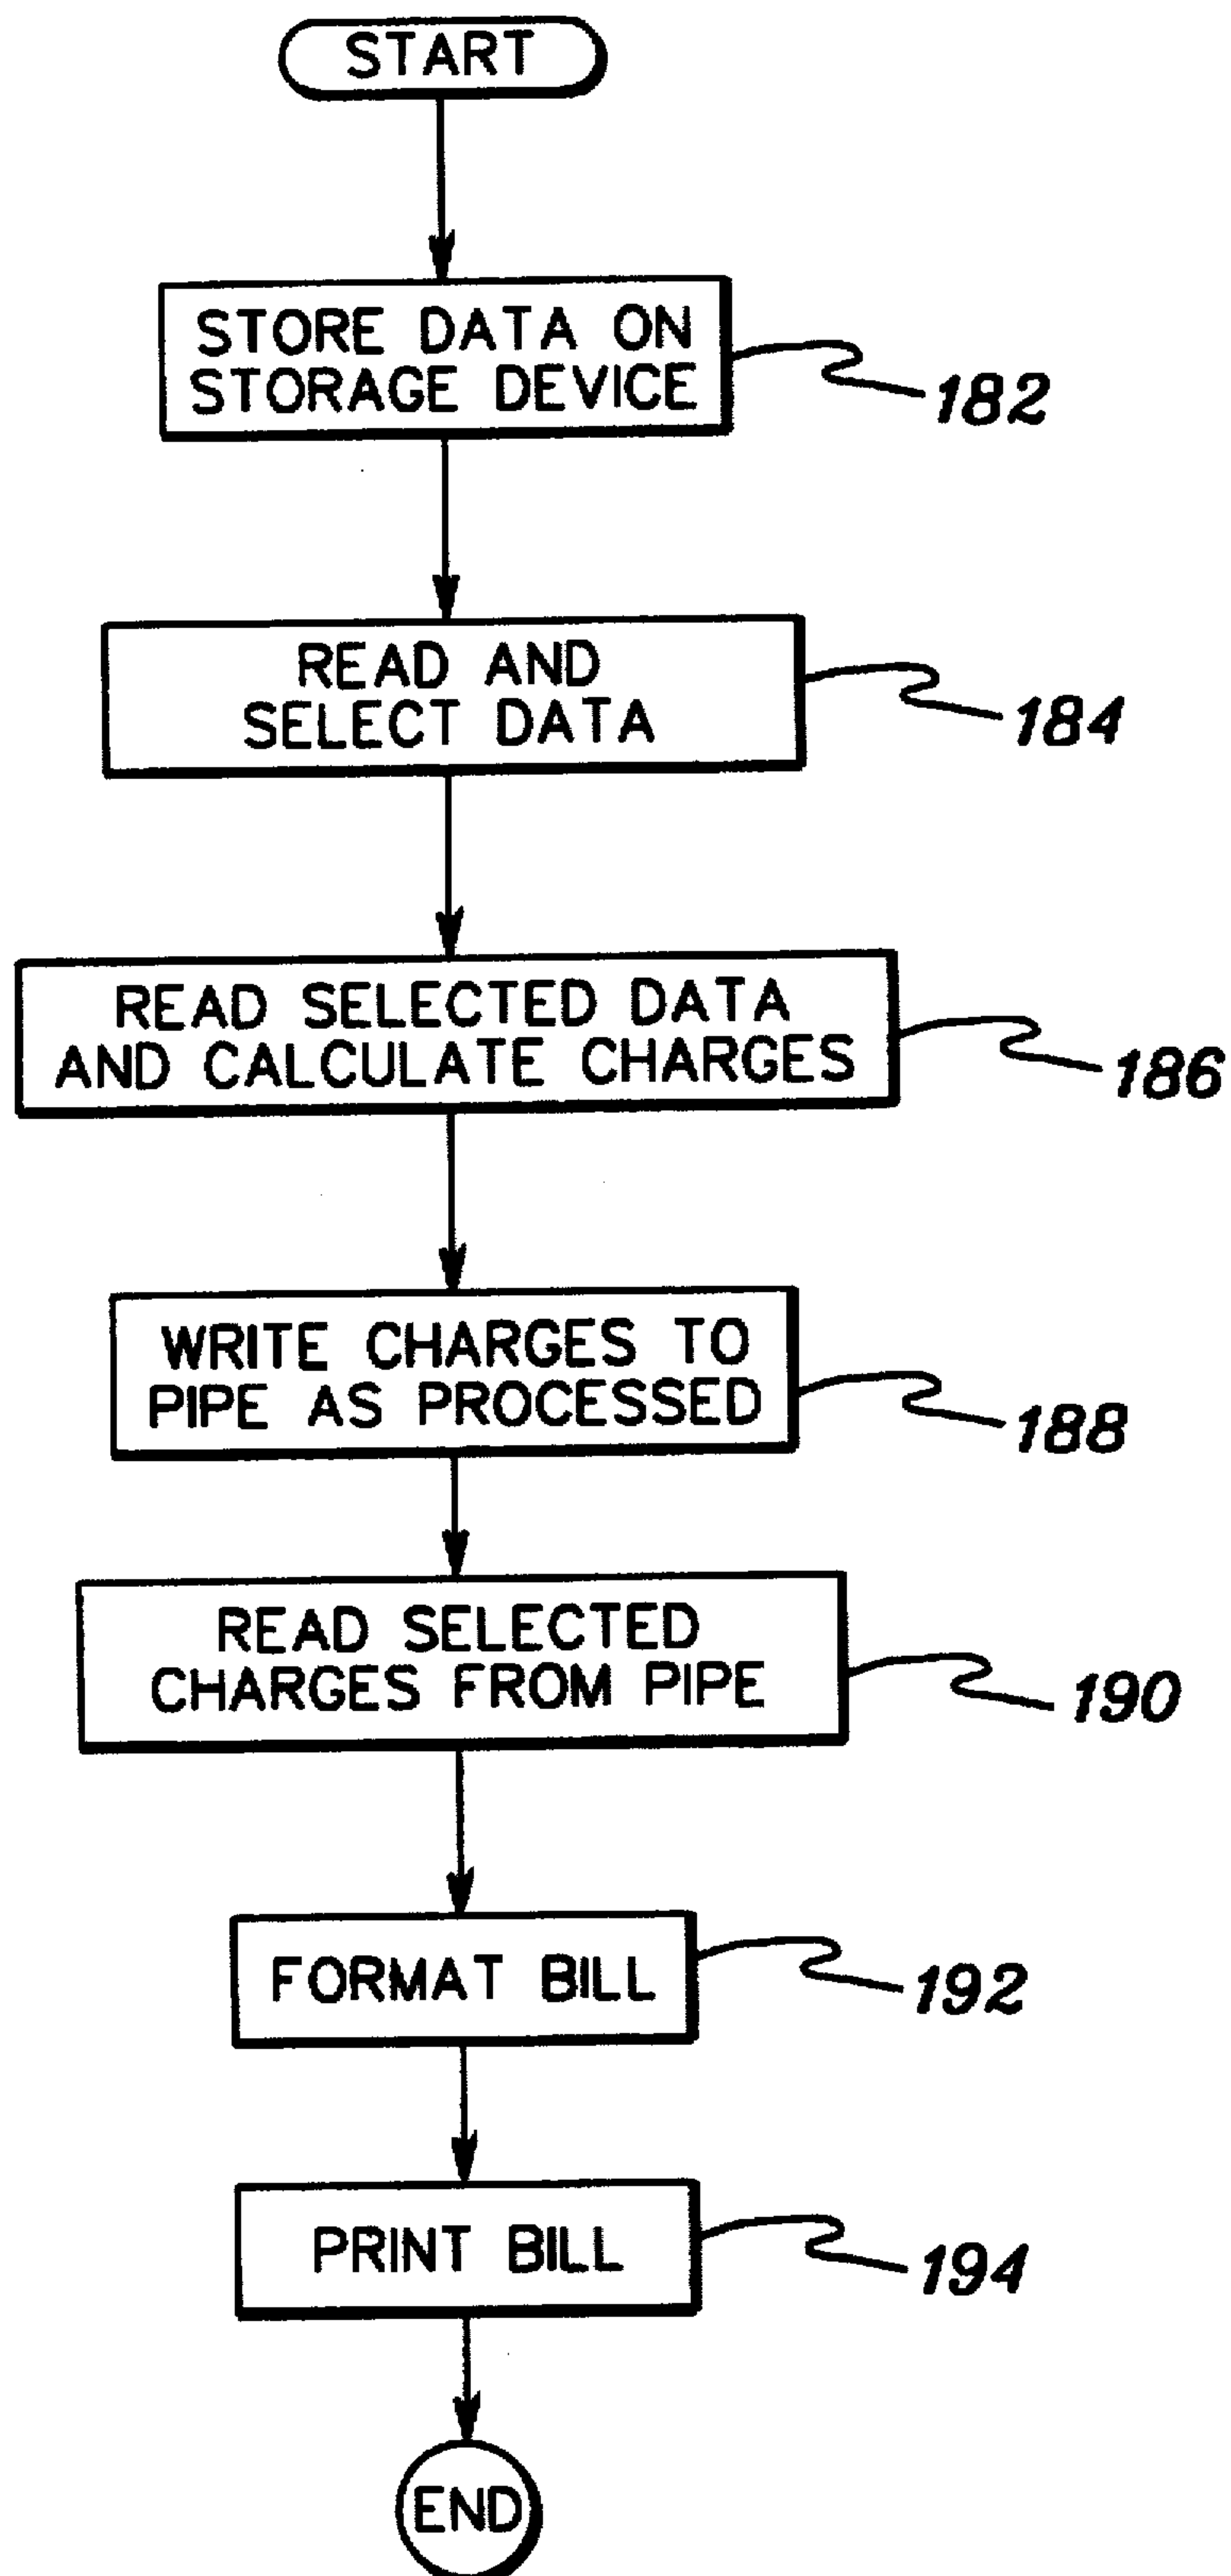 START
STORE DATA ON
STORAGE DEVICE
182
READ AND
SELECT DATA
184
READ SELECTED DATA
AND CALCULATE CHARGES
186
WRITE CHARGES TO
PIPE AS PROCESSED
188
READ SELECTED
CHARGES FROM PIPE
190
FORMAT BILL
192
PRINT BILL
194
END